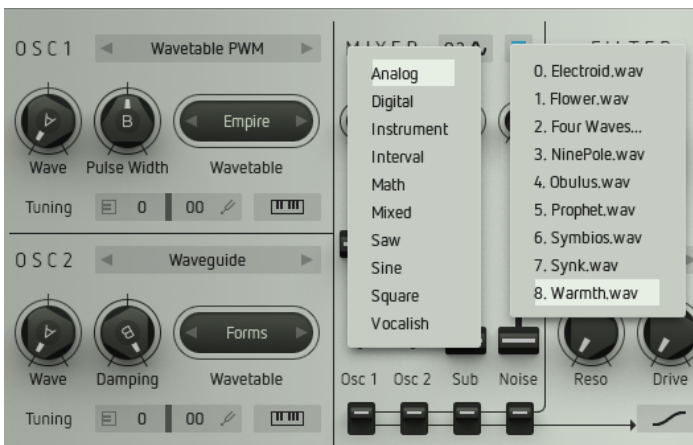 OSC1
Wavetable PWM
A
B
Empire
Wave
Pulse Width
Wavetable
Tuning
E
0
00
OSC2
Waveguide
A
B
Forms
Wave
Damping
Wavetable
Tuning
E
0
00
Analog
Digital
Instrument
Interval
Math
Mixed
Saw
Sine
Square
Vocalish
0. Electroid.wav
1. Flower.wav
2. Four Waves...
3. NinePole.wav
4. Obulus.wav
5. Prophet.wav
6. Symbios.wav
7. Synk.wav
8. Warmth.wav
Osc 1
Osc 2
Sub
Noise
Reso
Drive